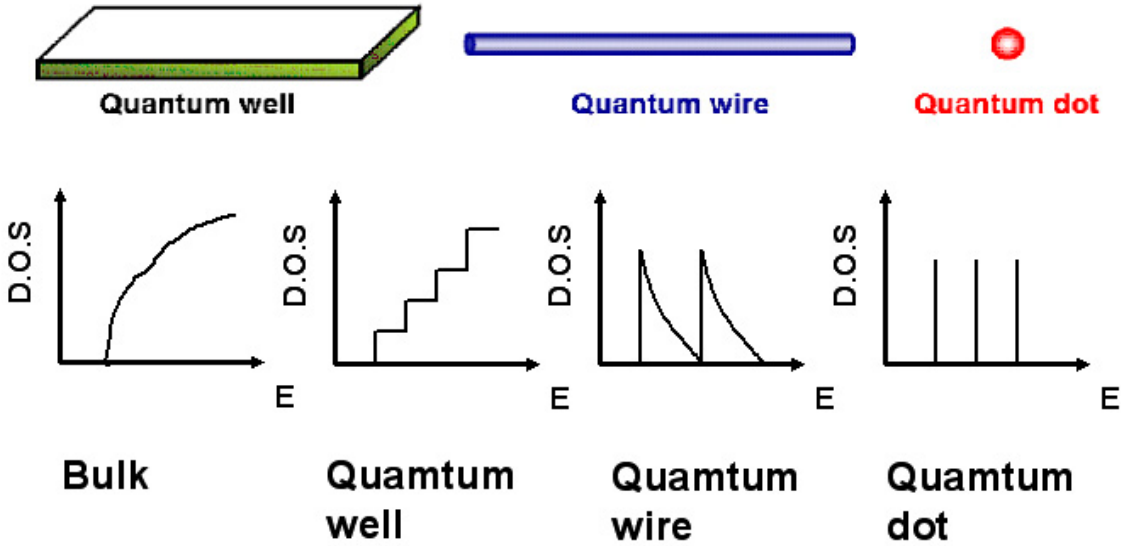 Quantum well
Quantum wire
Quantum dot
D.O.S
E
D.O.S
E
D.O.S
E
D.O.S
E
Bulk
Quamtum
well
Quamtum
wire
Quamtum
dot